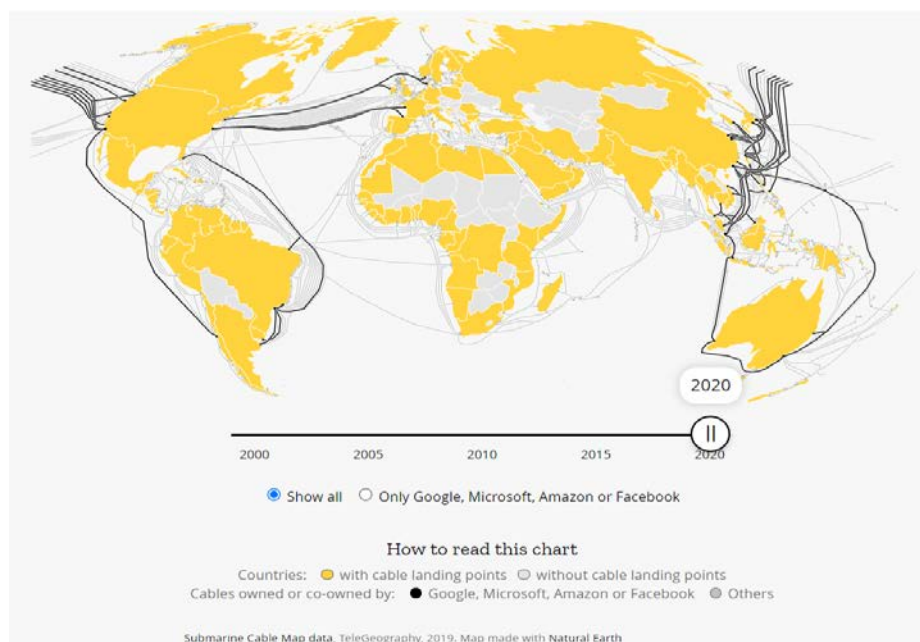 2020
2000 2005 2010 2015 2020
Show all Only Google, Microsoft, Amazon or Facebook
How to read this chart
Countries: with cable landing points without cable landing points
Cables owned or co-owned by: Google, Microsoft, Amazon or Facebook Others
Submarine Cable Map data, TeleGeography, 2019. Map made with Natural Earth